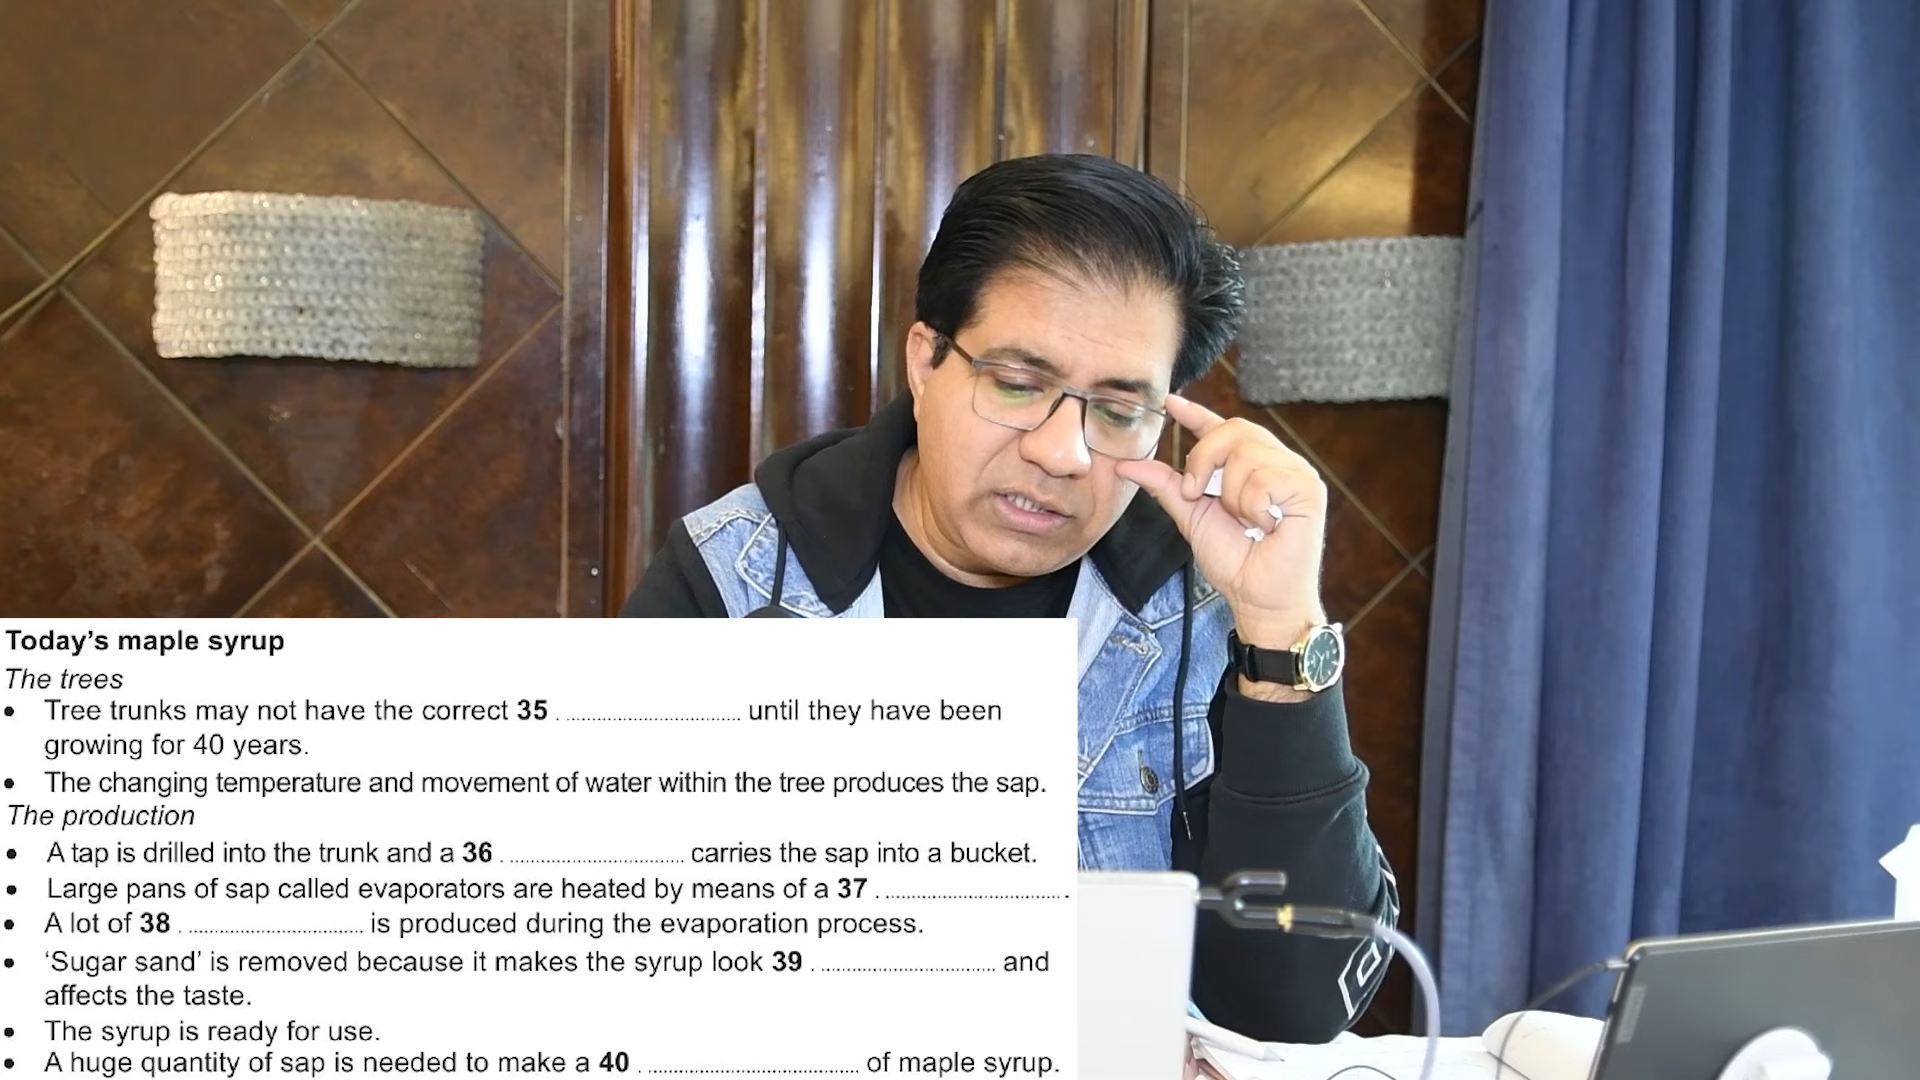 Today's maple syrup
The trees
• Tree trunks may not have the correct 35 . .............................. until they have been
growing for 40 years.
• The changing temperature and movement of water within the tree produces the sap.
The production
• A tap is drilled into the trunk and a 36 . .............................. carries the sap into a bucket.
• Large pans of sap called evaporators are heated by means of a 37 . .............................. .
• A lot of 38 . .............................. is produced during the evaporation process.
• ‘Sugar sand’ is removed because it makes the syrup look 39 . .............................. and
affects the taste.
• The syrup is ready for use.
• A huge quantity of sap is needed to make a 40 . .................................... of maple syrup.